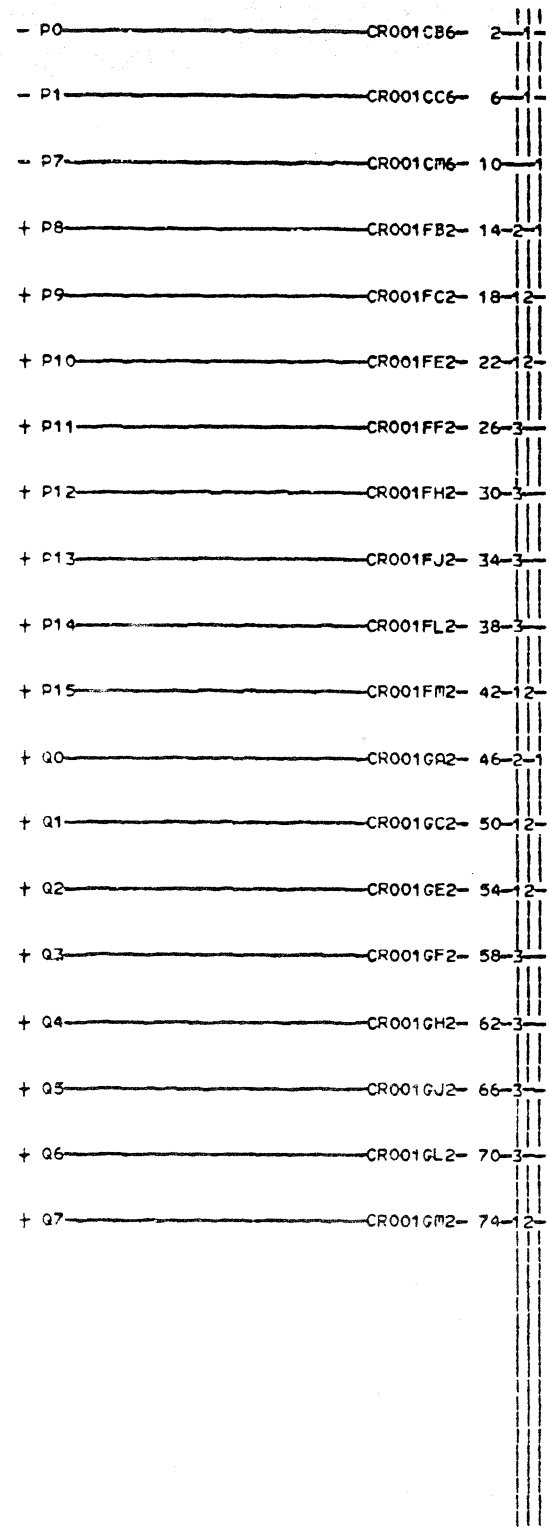 - P0 CR001CB6- 2 1
- P1 CR001CC6- 6 1
- P7 CR001CM6- 10 1
+ P8 CR001FB2- 14-2-1
+ P9 CR001FC2- 18-12-
+ P10 CR001FE2- 22-12-
+ P11 CR001FF2- 26-3
+ P12 CR001FH2- 30-3
+ P13 CR001FJ2- 34-3
+ P14 CR001FL2- 38-3
+ P15 CR001FM2- 42-12-
+ Q0 CR001GA2- 46-2-1
+ Q1 CR001GC2- 50-12-
+ Q2 CR001GE2- 54-12-
+ Q3 CR001GF2- 58-3
+ Q4 CR001GH2- 62-3
+ Q5 CR001GJ2- 66-3
+ Q6 CR001GL2- 70-3
+ Q7 CR001GM2- 74-12-